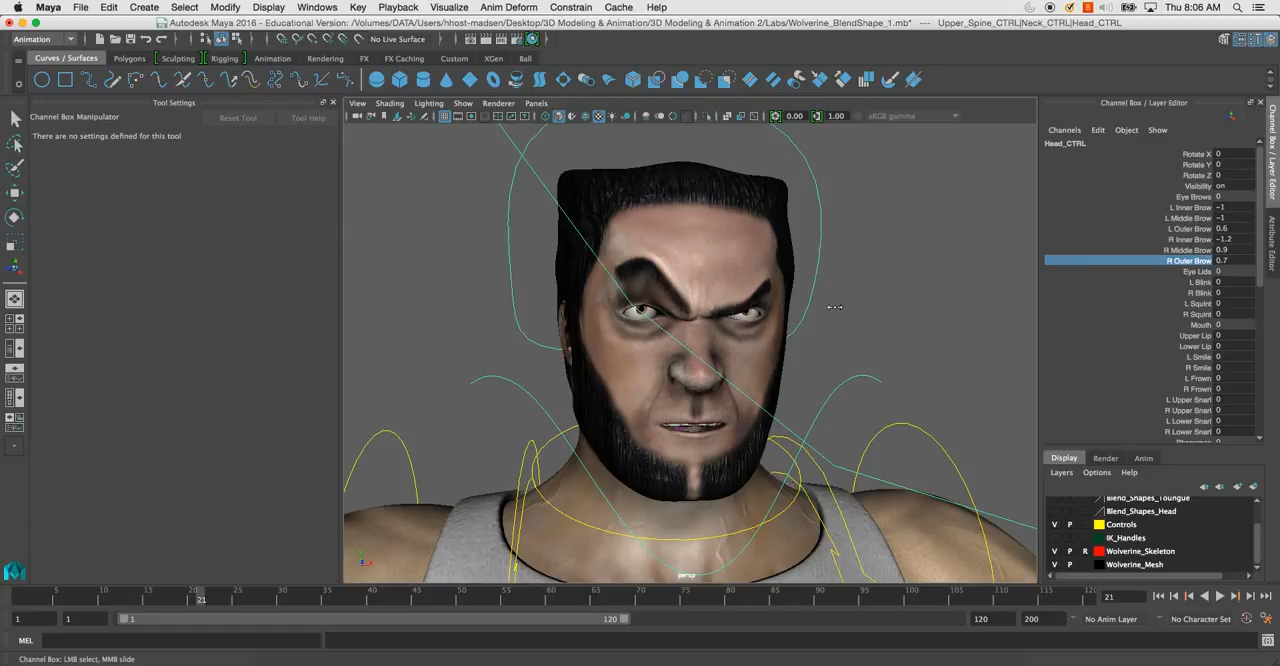 Maya File Edit Create Select Modify Display Windows Key Playback Visualize Animation Deform Constrain Cache Help Thu 8:06 AM
Autodesk Maya 2016 - Educational Version: /Volumes/DATA/Users/hhost-madsen/Desktop/3D Modeling & Animation/3D Modeling & Animation 2/Labs/Wolverine_BlendShape_1.mb* --- Upper_Spine_CTRL|Neck_CTRL|Head_CTRL
Animation No Live Surface
Curves / Surfaces Polygons Sculpting Rigging Animation Rendering FX FX Caching Custom XGen Ball
Tool Settings
Channel Box Manipulator Reset Tool Tool Help
There are no settings defined for this tool
View Shading Lighting Show Renderer Panels
0.00 1.00 sRGB gamma
persp
Channel Box / Layer Editor
Channels Edit Object Show
Head_CTRL
Rotate X 0
Rotate Y 0
Rotate Z 0
Visibility on
Eye Brows 0
L Inner Brow -1
L Middle Brow -1
L Outer Brow 0.6
R Inner Brow -1.2
R Middle Brow 0.9
R Outer Brow 0.7
Eye Lids 0
L Blink 0
R Blink 0
L Squint 0
R Squint 0
Mouth 0
Upper Lip 0
Lower Lip 0
L Smile 0
R Smile 0
L Frown 0
R Frown 0
L Upper Snarl 0
R Upper Snarl 0
L Lower Snarl 0
R Lower Snarl 0
Display Render Anim
Layers Options Help
Blend_Shapes_Toungue
Blend_Shapes_Head
V P Controls
IK_Handles
V P R Wolverine_Skeleton
V P Wolverine_Mesh
Channel Box / Layer Editor
Attribute Editor
5 10 15 20 25 30 35 40 45 50 55 60 65 70 75 80 85 90 95 100 105 110 115 120
21
21
1 1 1 120 120 200 No Anim Layer No Character Set
MEL
Channel Box: LMB select, MMB slide